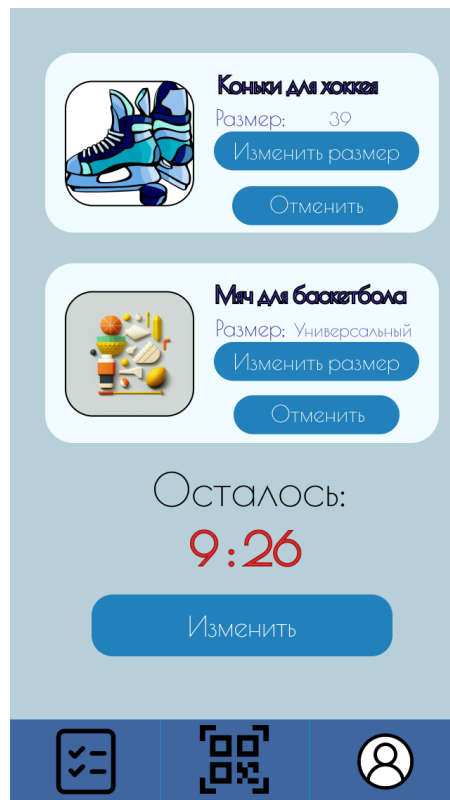 Коньки для хоккея
Размер: 39
Изменить размер
Отменить
Мяч для баскетбола
Размер: Универсальный
Изменить размер
Отменить
Осталось:
9:26
Изменить